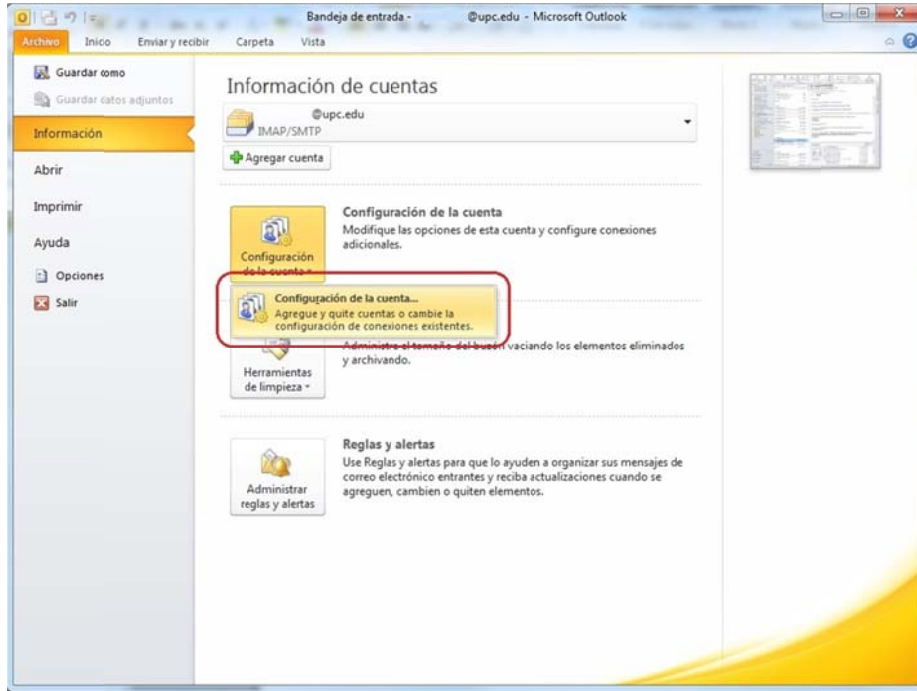 Bandeja de entrada - @upc.edu - Microsoft Outlook
Archivo Inicio Enviar y recibir Carpeta Vista
Guardar como
Guardar datos adjuntos
Información
Abrir
Imprimir
Ayuda
Opciones
Salir
Información de cuentas
@upc.edu
IMAP/SMTP
Agregar cuenta
Configuración
de la cuenta
Configuración de la cuenta
Modifique las opciones de esta cuenta y configure conexiones
adicionales.
Configuración de la cuenta...
Agregue y quite cuentas o cambie la
configuración de conexiones existentes.
Herramientas
de limpieza
Administre el tamaño del buzón vaciando los elementos eliminados
y archivando.
Administrar
reglas y alertas
Reglas y alertas
Use Reglas y alertas para que lo ayuden a organizar sus mensajes de
correo electrónico entrantes y reciba actualizaciones cuando se
agreguen, cambien o quiten elementos.